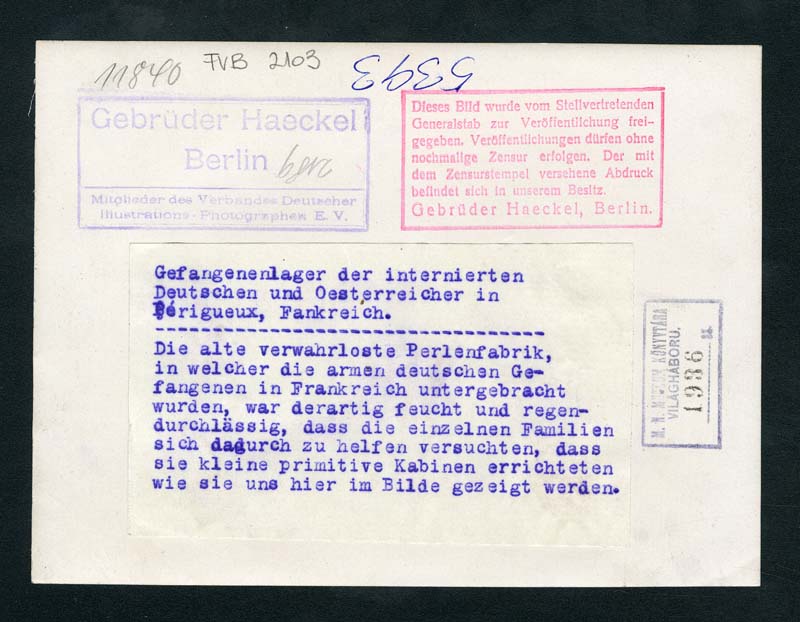 11840
FVB 2103
5393
Gebrüder Haeckel
Berlin
Mitglieder des Verbandes Deutscher
Illustrations-Photographen E. V.
Dieses Bild wurde vom Stellvertretenden
Generalstab zur Veröffentlichung frei-
gegeben. Veröffentlichungen dürfen ohne
nochmalige Zensur erfolgen. Der mit
dem Zensurstempel versehene Abdruck
befindet sich in unserem Besitz.
Gebrüder Haeckel, Berlin.
Gefangenenlager der internierten
Deutschen und Oesterreicher in
Périgueux, Fankreich.
-----------------------------------
Die alte verwahrloste Perlenfabrik,
in welcher die armen deutschen Ge-
fangenen in Frankreich untergebracht
wurden, war derartig feucht und regen-
durchlässig, dass die einzelnen Familien
sich dadurch zu helfen versuchten, dass
sie kleine primitive Kabinen errichteten
wie sie uns hier im Bilde gezeigt werden.
M. N. MUZEUM KÖNYVTÁRA
VILÁGHÁBORU.
1936